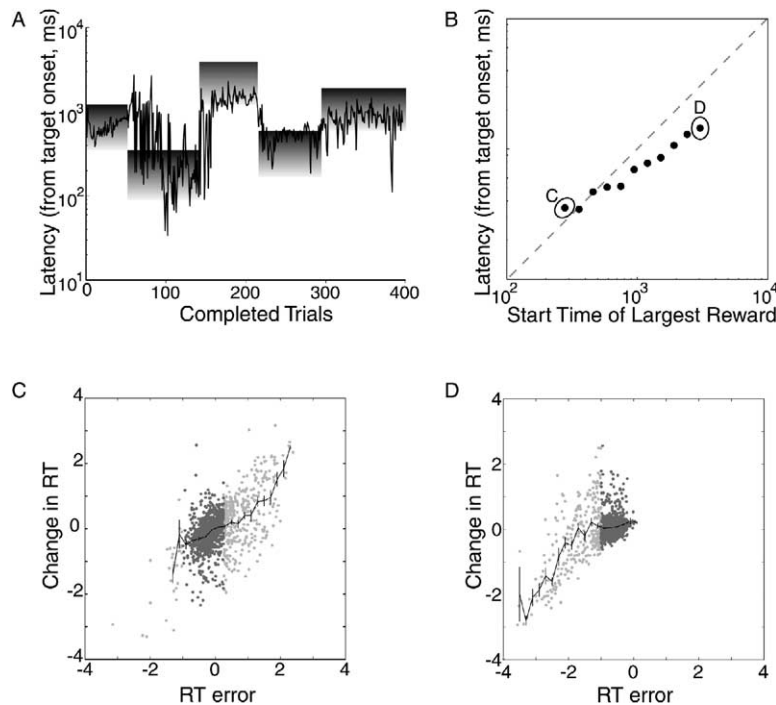 A
Latency (from target onset, ms)
10^4
10^3
10^2
10^1
0
100
200
300
400
Completed Trials
B
Latency (from target onset, ms)
D
C
10^2
10^3
10^4
Start Time of Largest Reward
C
Change in RT
4
2
0
-2
-4
-4
-2
0
2
4
RT error
D
Change in RT
4
2
0
-2
-4
-4
-2
0
2
4
RT error